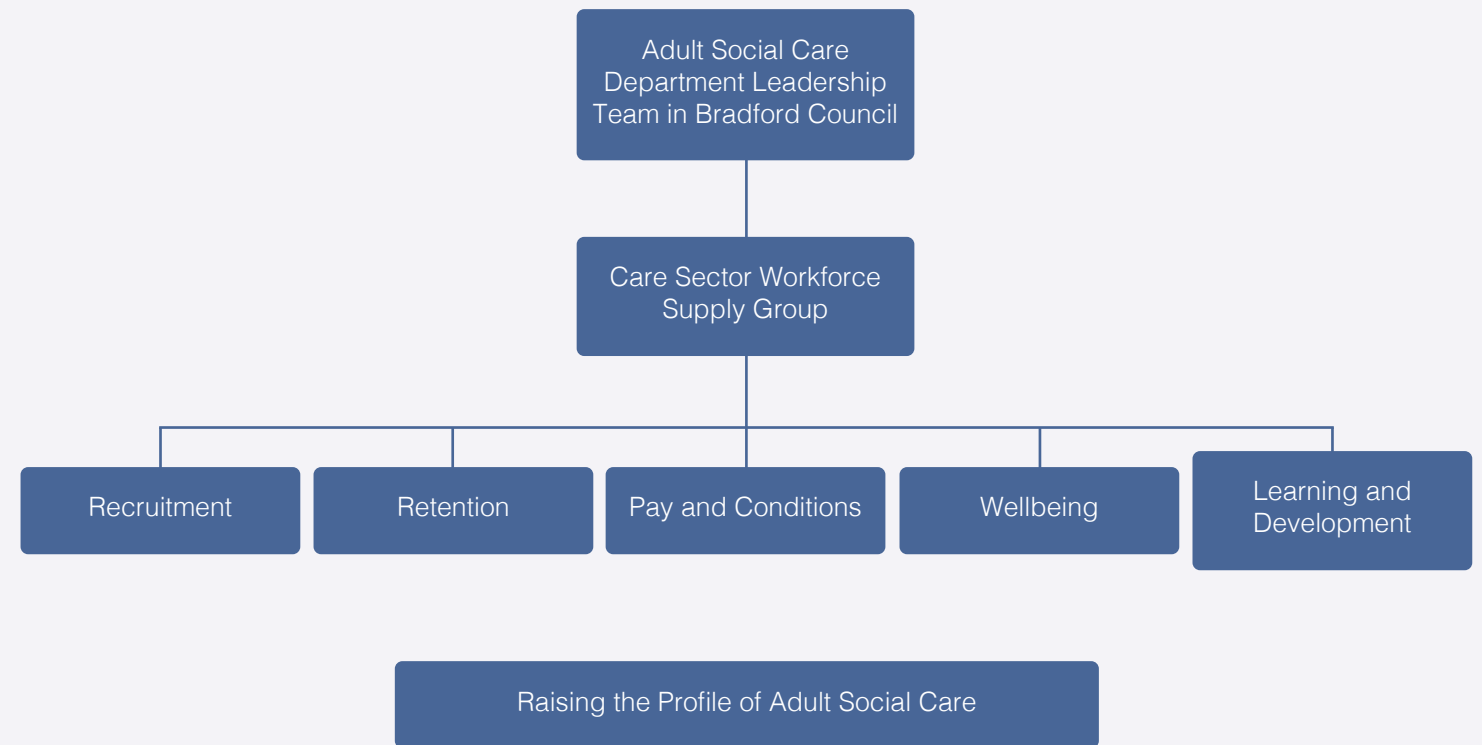 Adult Social Care
Department Leadership
Team in Bradford Council
Care Sector Workforce
Supply Group
Recruitment
Retention
Pay and Conditions
Wellbeing
Learning and
Development
Raising the Profile of Adult Social Care